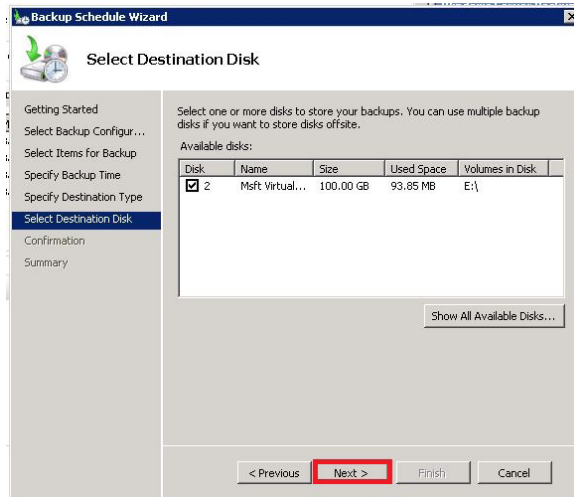 Backup Schedule Wizard
Select Destination Disk
Getting Started
Select Backup Configur...
Select Items for Backup
Specify Backup Time
Specify Destination Type
Select Destination Disk
Confirmation
Summary
Select one or more disks to store your backups. You can use multiple backup
disks if you want to store disks offsite.
Available disks:
Disk Name Size Used Space Volumes in Disk
2 Msft Virtual... 100.00 GB 93.85 MB E:\
Show All Available Disks...
< Previous Next > Finish Cancel